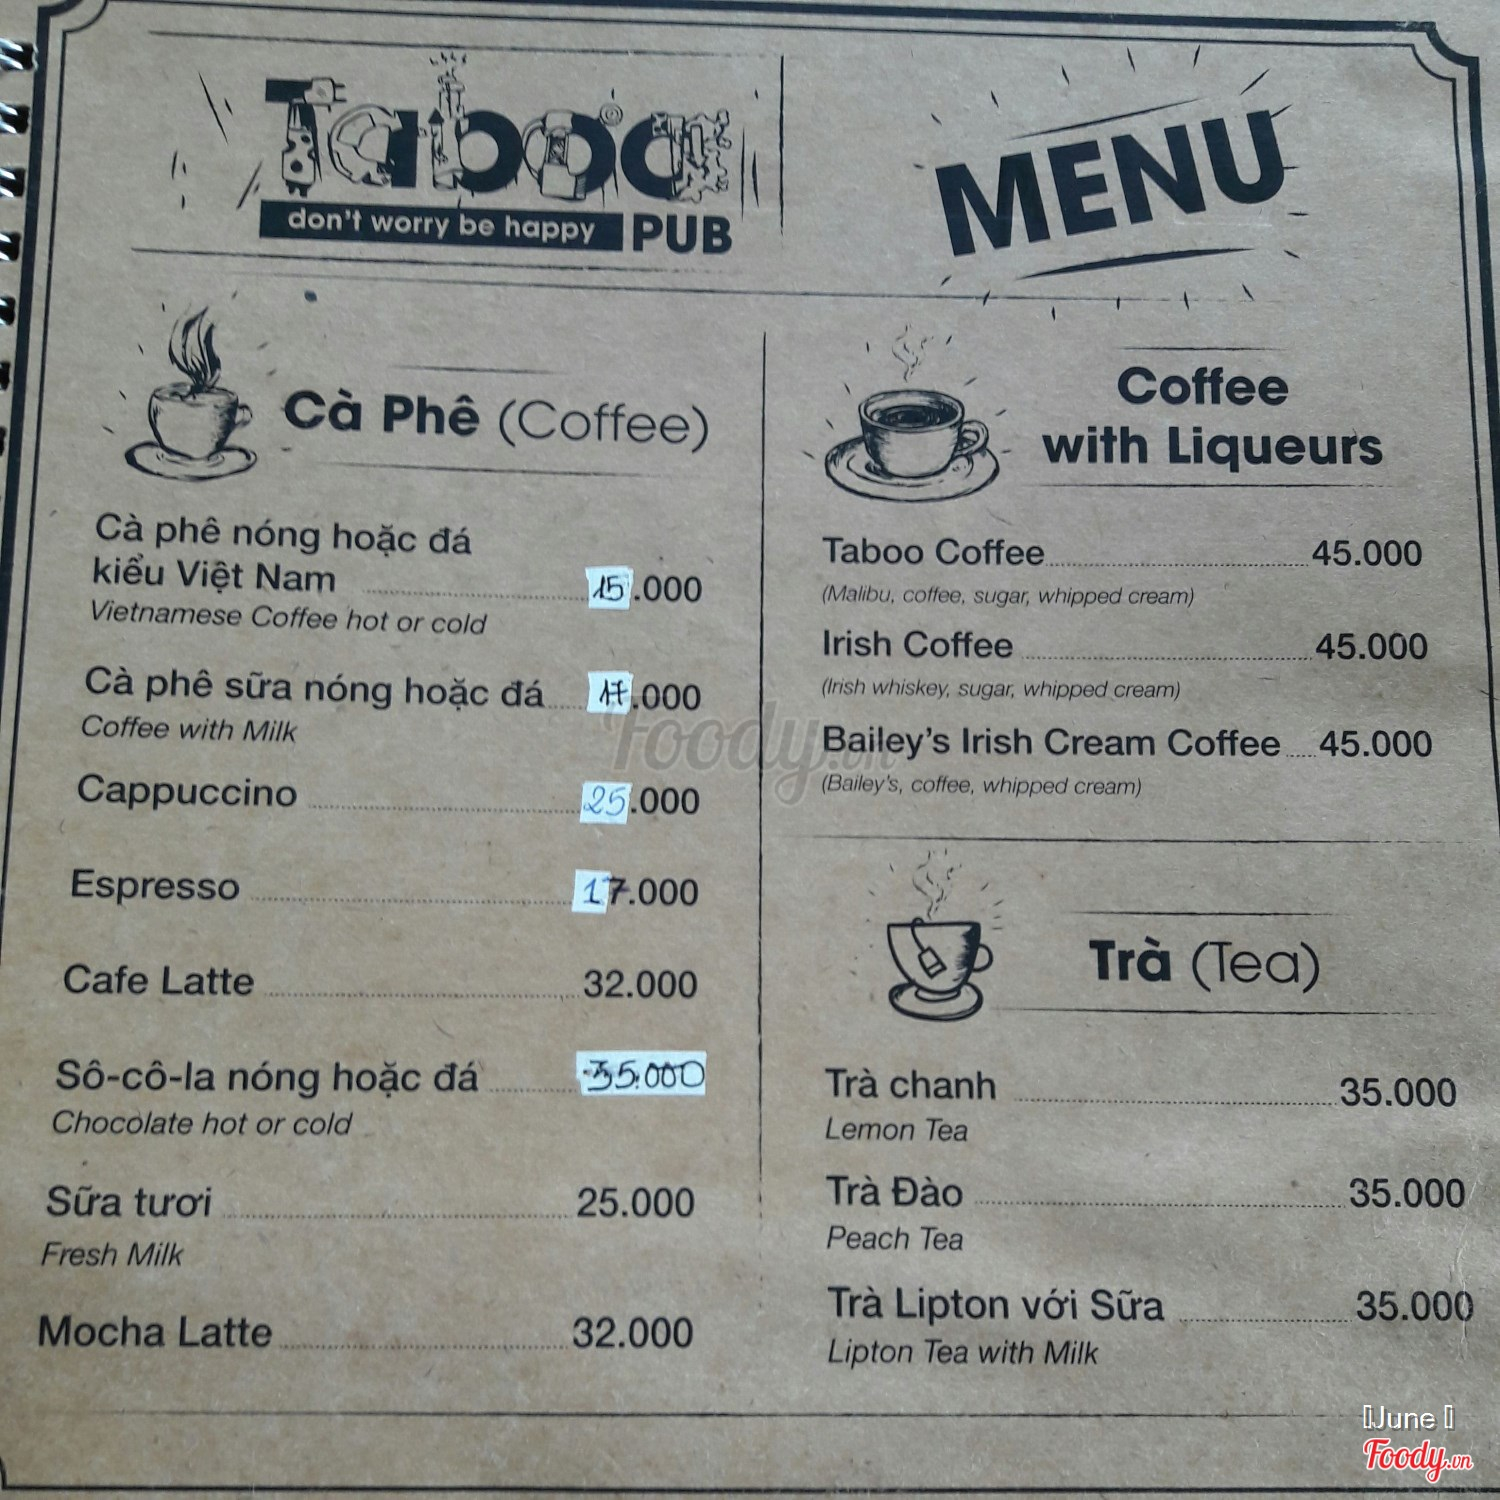 Taboo
don't worry be happy PUB
MENU
Cà Phê (Coffee)
Cà phê nóng hoặc đá
kiểu Việt Nam 15.000
Vietnamese Coffee hot or cold
Cà phê sữa nóng hoặc đá 17.000
Coffee with Milk
Cappuccino 25.000
Espresso 17.000
Cafe Latte 32.000
Sô-cô-la nóng hoặc đá 35.000
Chocolate hot or cold
Sữa tươi 25.000
Fresh Milk
Mocha Latte 32.000
Coffee
with Liqueurs
Taboo Coffee 45.000
(Malibu, coffee, sugar, whipped cream)
Irish Coffee 45.000
(Irish whiskey, sugar, whipped cream)
Bailey's Irish Cream Coffee 45.000
(Bailey's, coffee, whipped cream)
Trà (Tea)
Trà chanh 35.000
Lemon Tea
Trà Đào 35.000
Peach Tea
Trà Lipton với Sữa 35.000
Lipton Tea with Milk
Foody.vn
June
Foody.vn